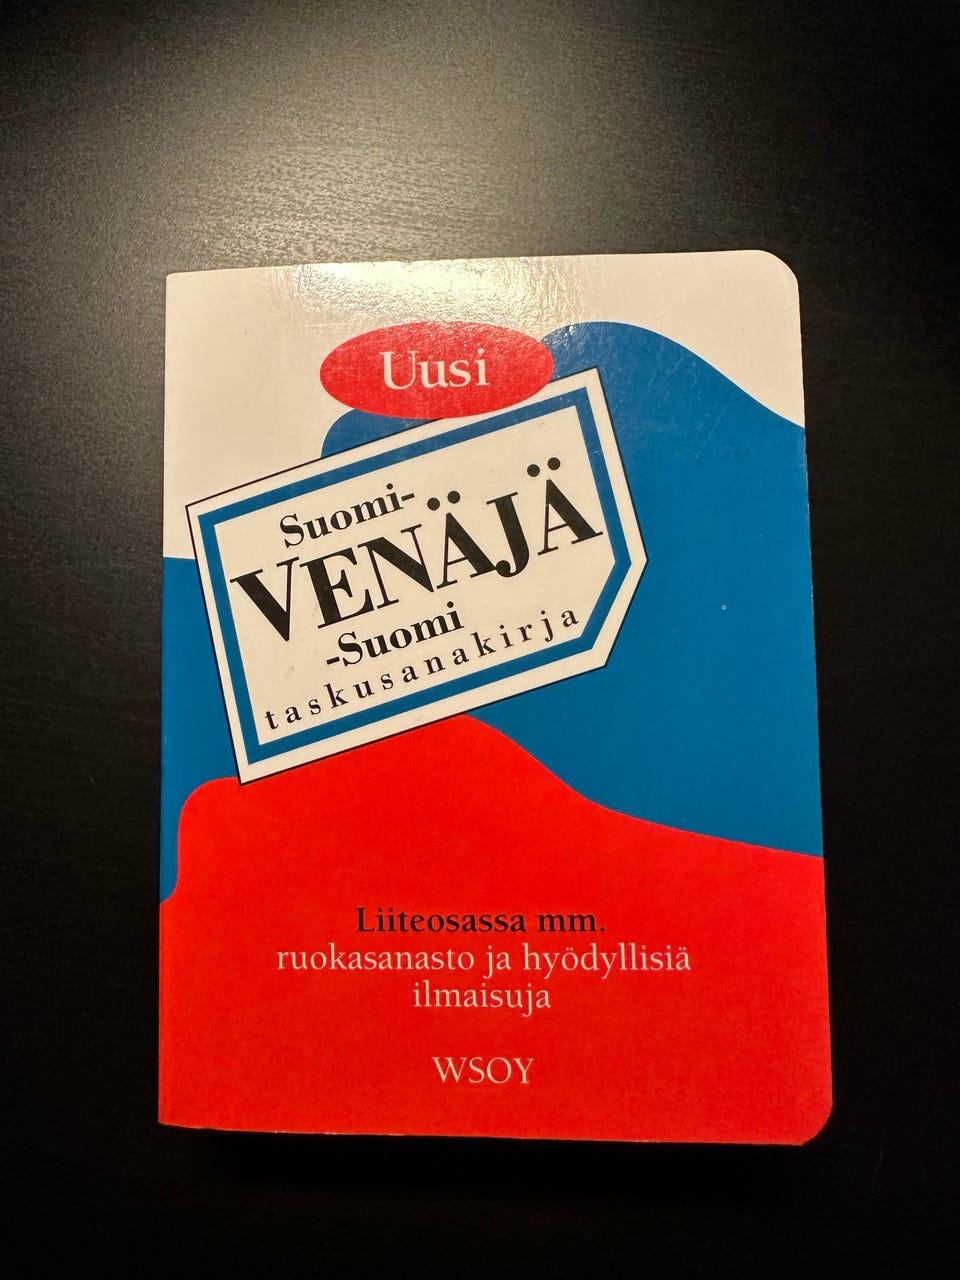 Uusi
Suomi-
VENÄJÄ
-Suomi
taskusanakirja
Liiteosassa mm.
ruokasanasto ja hyödyllisiä
ilmaisuja
WSOY